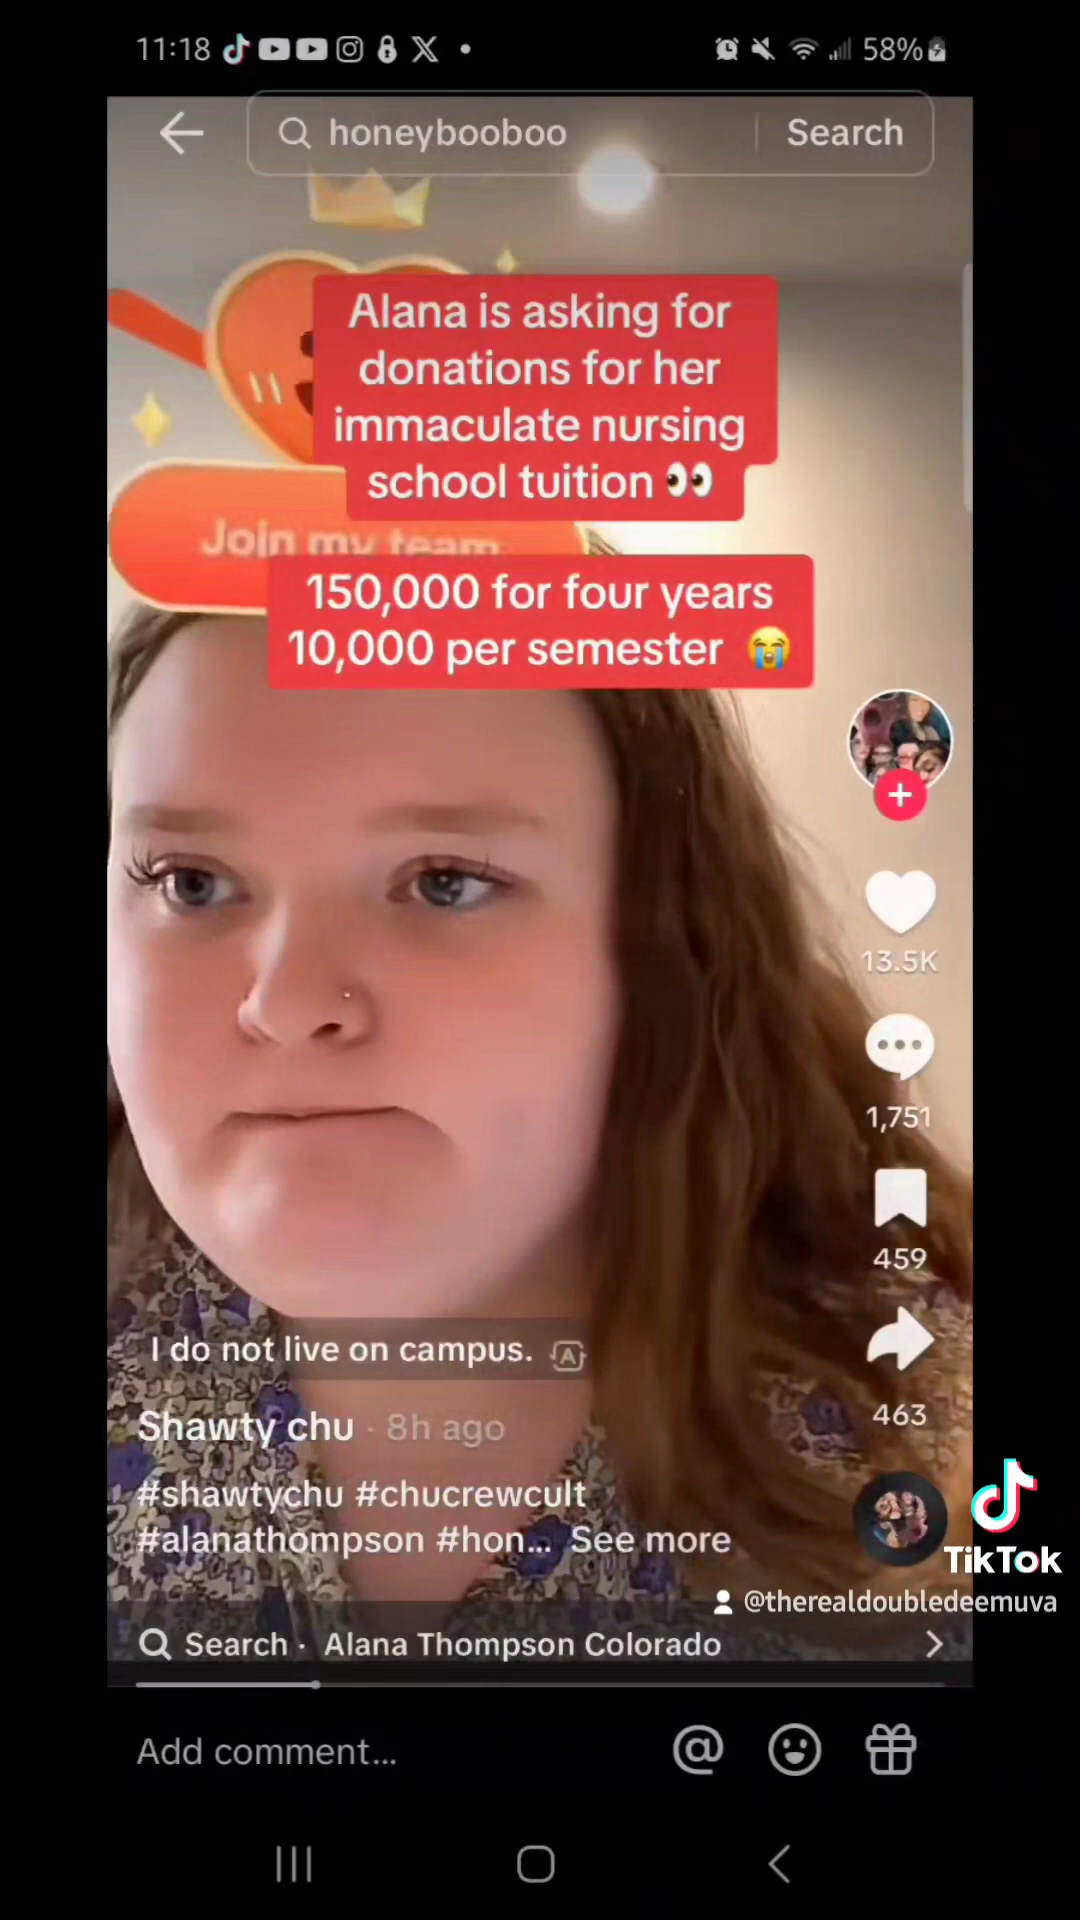 11:18
58%
honeybooboo
Search
Alana is asking for
donations for her
immaculate nursing
school tuition 👀
Join my team
150,000 for four years
10,000 per semester 😭
13.5K
1,751
459
463
I do not live on campus.
Shawty chu · 8h ago
#shawtychu #chucrewcult
#alanathompson #hon... See more
TikTok
@therealdoubledeemuva
Search · Alana Thompson Colorado
Add comment...